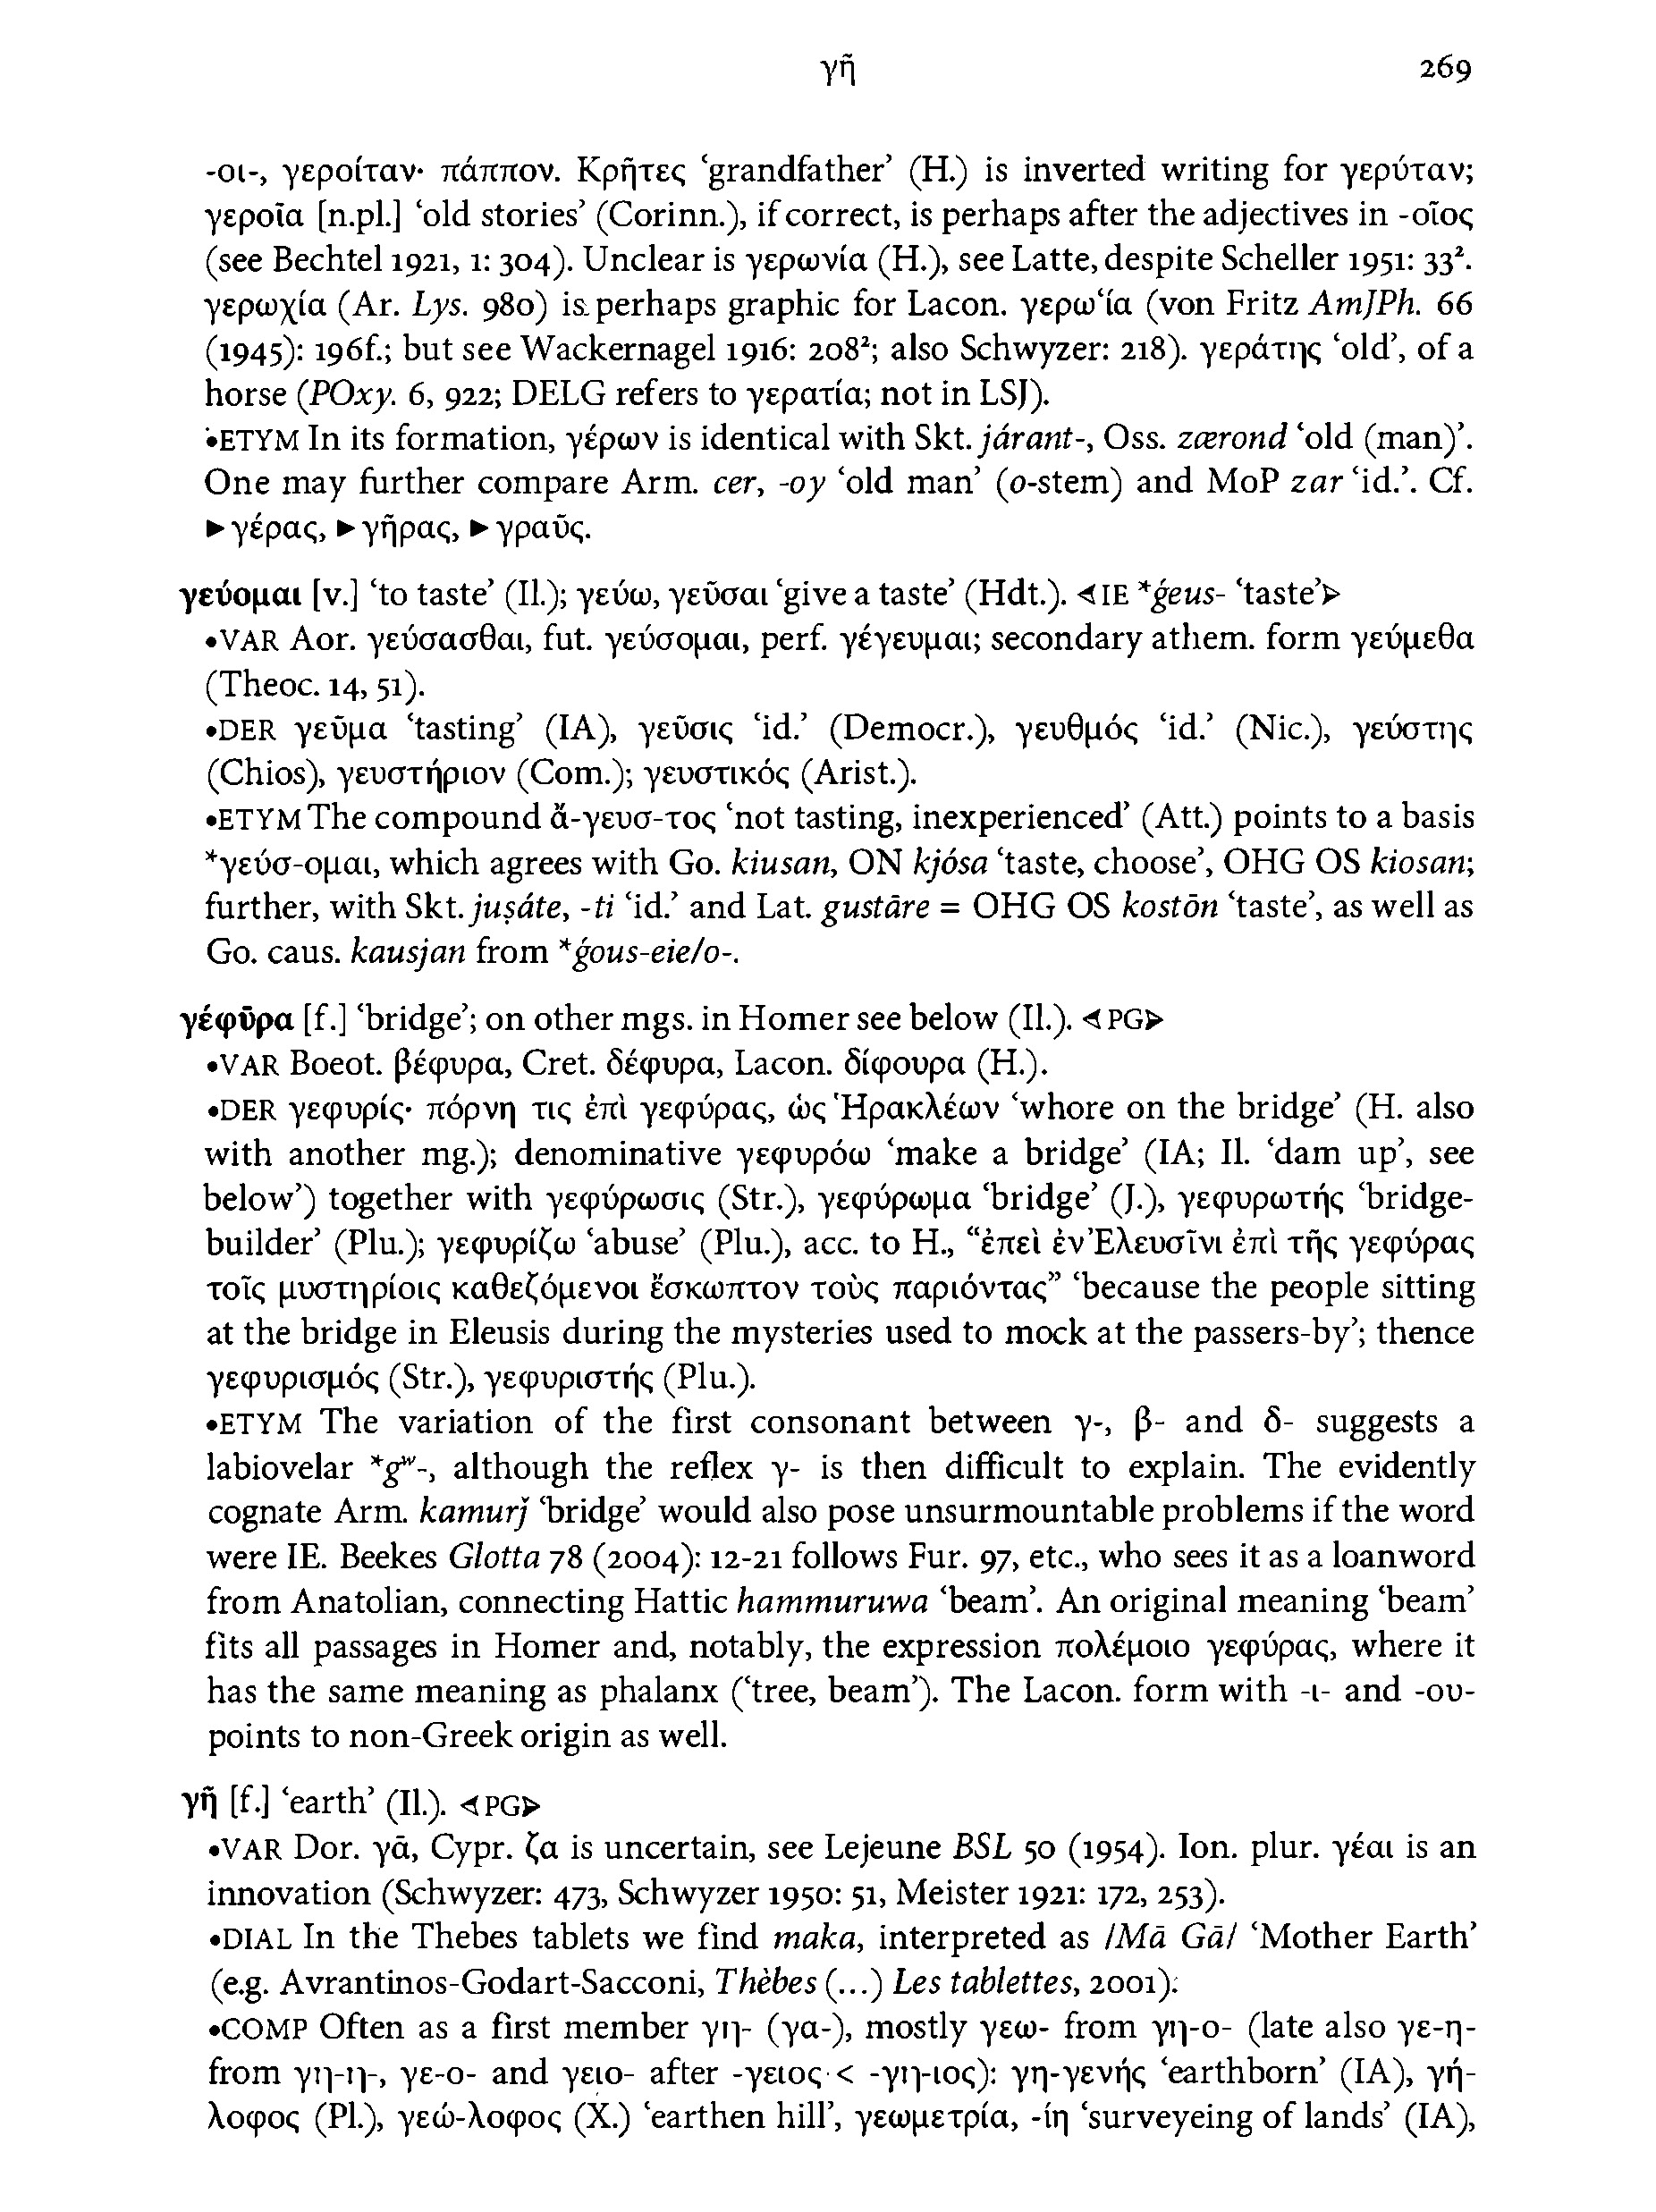 γῆ 269
-οι-, γεροίταν· πάππον. Κρῆτες ‘grandfather’ (H.) is inverted writing for γερύταν;
γεροῖα [n.pl.] ‘old stories’ (Corinn.), if correct, is perhaps after the adjectives in -οῖος
(see Bechtel 1921, 1: 304). Unclear is γερωνία (H.), see Latte, despite Scheller 1951: 33².
γερωχία (Ar. Lys. 980) is perhaps graphic for Lacon. γερωʽία (von Fritz AmJPh. 66
(1945): 196f.; but see Wackernagel 1916: 208²; also Schwyzer: 218). γεράτης ‘old’, of a
horse (POxy. 6, 922; DELG refers to γερατία; not in LSJ).
•ETYM In its formation, γέρων is identical with Skt. járant-, Oss. zærond ‘old (man)’.
One may further compare Arm. cer, -oy ‘old man’ (o-stem) and MoP zar ‘id.’. Cf.
►γέρας, ►γῆρας, ►γραῦς.
γεύομαι [v.] ‘to taste’ (Il.); γεύω, γεῦσαι ‘give a taste’ (Hdt.). ⊲IE *ǵeus- ‘taste’⊳
•VAR Aor. γεύσασθαι, fut. γεύσομαι, perf. γέγευμαι; secondary athem. form γεύμεθα
(Theoc. 14, 51).
•DER γεῦμα ‘tasting’ (IA), γεῦσις ‘id.’ (Democr.), γευθμός ‘id.’ (Nic.), γεύστης
(Chios), γευστήριον (Com.); γευστικός (Arist.).
•ETYM The compound ἄ-γευσ-τος ‘not tasting, inexperienced’ (Att.) points to a basis
*γεύσ-ομαι, which agrees with Go. kiusan, ON kjósa ‘taste, choose’, OHG OS kiosan;
further, with Skt. juṣáte, -ti ‘id.’ and Lat. gustāre = OHG OS kostōn ‘taste’, as well as
Go. caus. kausjan from *ǵous-eie/o-.
γέφῡρα [f.] ‘bridge’; on other mgs. in Homer see below (Il.). ⊲PG⊳
•VAR Boeot. βέφυρα, Cret. δέφυρα, Lacon. δίφουρα (H.).
•DER γεφυρίς· πόρνη τις ἐπὶ γεφύρας, ὡς Ἡρακλέων ‘whore on the bridge’ (H. also
with another mg.); denominative γεφυρόω ‘make a bridge’ (IA; Il. ‘dam up’, see
below’) together with γεφύρωσις (Str.), γεφύρωμα ‘bridge’ (J.), γεφυρωτής ‘bridge-
builder’ (Plu.); γεφυρίζω ‘abuse’ (Plu.), acc. to H., “ἐπεὶ ἐν Ἐλευσῖνι ἐπὶ τῆς γεφύρας
τοῖς μυστηρίοις καθεζόμενοι ἔσκωπτον τοὺς παριόντας” ‘because the people sitting
at the bridge in Eleusis during the mysteries used to mock at the passers-by’; thence
γεφυρισμός (Str.), γεφυριστής (Plu.).
•ETYM The variation of the first consonant between γ-, β- and δ- suggests a
labiovelar *gʷ-, although the reflex γ- is then difficult to explain. The evidently
cognate Arm. kamurǰ ‘bridge’ would also pose unsurmountable problems if the word
were IE. Beekes Glotta 78 (2004): 12-21 follows Fur. 97, etc., who sees it as a loanword
from Anatolian, connecting Hattic hammuruwa ‘beam’. An original meaning ‘beam’
fits all passages in Homer and, notably, the expression πολέμοιο γεφύρας, where it
has the same meaning as phalanx (‘tree, beam’). The Lacon. form with -ι- and -ου-
points to non-Greek origin as well.
γῆ [f.] ‘earth’ (Il.). ⊲PG⊳
•VAR Dor. γᾶ, Cypr. ζα is uncertain, see Lejeune BSL 50 (1954). Ion. plur. γέαι is an
innovation (Schwyzer: 473, Schwyzer 1950: 51, Meister 1921: 172, 253).
•DIAL In the Thebes tablets we find maka, interpreted as /Mā Gā/ ‘Mother Earth’
(e.g. Avrantinos-Godart-Sacconi, Thèbes (...) Les tablettes, 2001).
•COMP Often as a first member γη- (γα-), mostly γεω- from γη-ο- (late also γε-η-
from γη-η-, γε-ο- and γειο- after -γειος < -γη-ιος): γη-γενής ‘earthborn’ (IA), γή-
λοφος (Pl.), γεώ-λοφος (X.) ‘earthen hill’, γεωμετρία, -ίη ‘surveyeing of lands’ (IA),